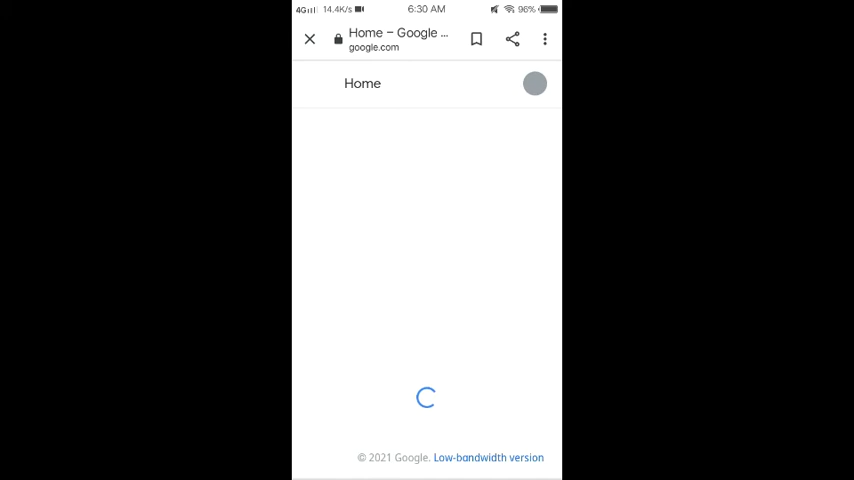 4G 14.4K/s 6:30 AM 96%
Home – Google ...
google.com
Home
© 2021 Google. Low-bandwidth version